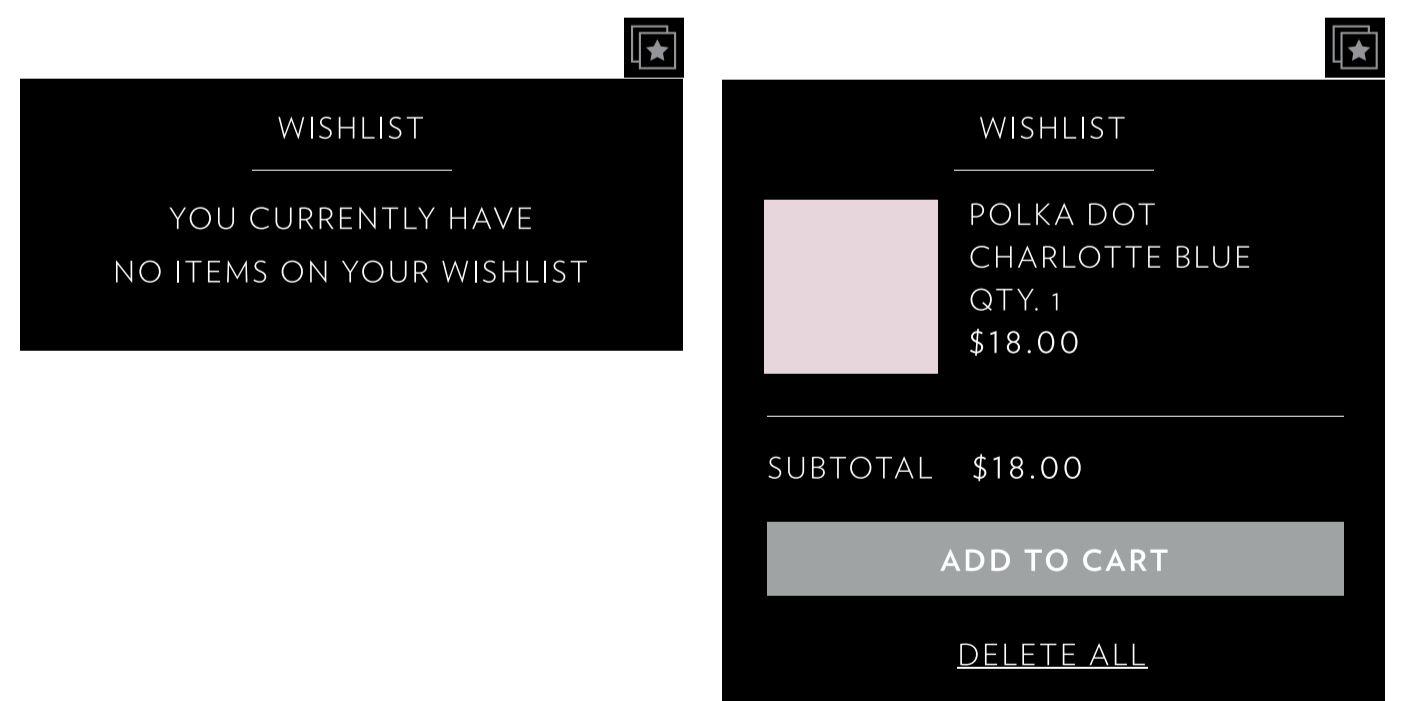 WISHLIST
YOU CURRENTLY HAVE
NO ITEMS ON YOUR WISHLIST
WISHLIST
POLKA DOT
CHARLOTTE BLUE
QTY. 1
$18.00
SUBTOTAL $18.00
ADD TO CART
DELETE ALL